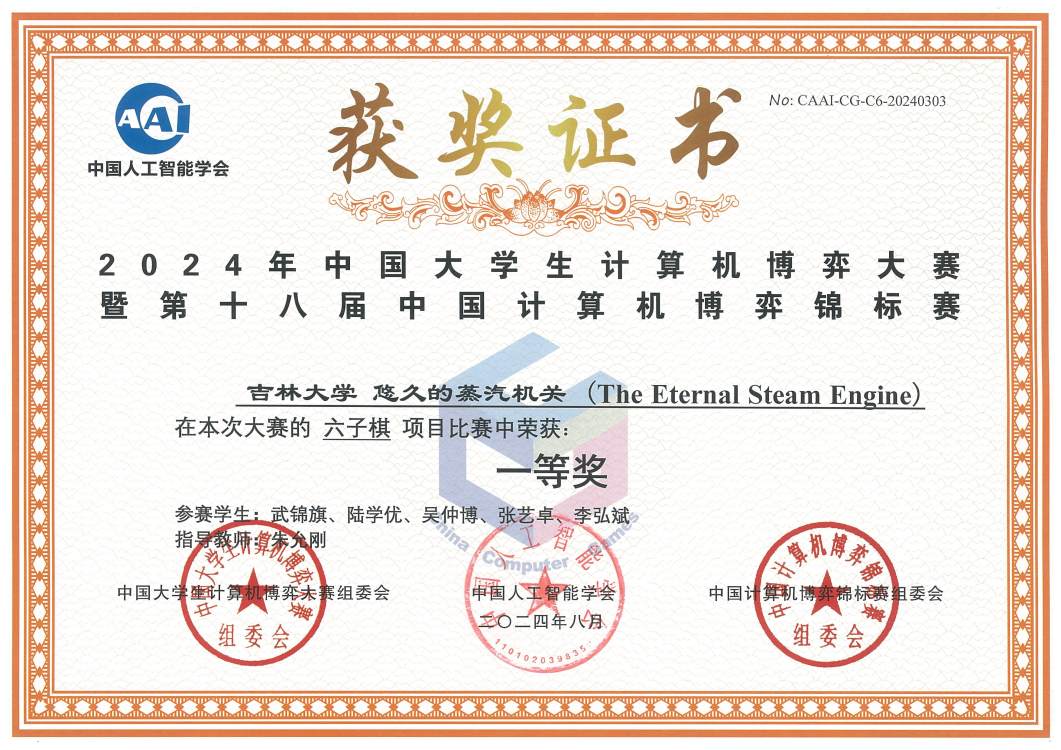 AAI
中国人工智能学会
获奖证书
No: CAAI-CG-C6-20240303
2024年中国大学生计算机博弈大赛
暨第十八届中国计算机博弈锦标赛
吉林大学 悠久的蒸汽机关 (The Eternal Steam Engine)
在本次大赛的 六子棋 项目比赛中荣获:
一等奖
参赛学生: 武锦旗、陆学优、吴仲博、张艺卓、李弘斌
指导教师: 朱允刚
China Computer Games
中国大学生计算机博弈大赛组委会
中国人工智能学会
中国计算机博弈锦标赛组委会
二〇二四年八月
中国大学生计算机博弈大赛
组委会
中国人工智能学会
110102039835
中国计算机博弈锦标赛
组委会